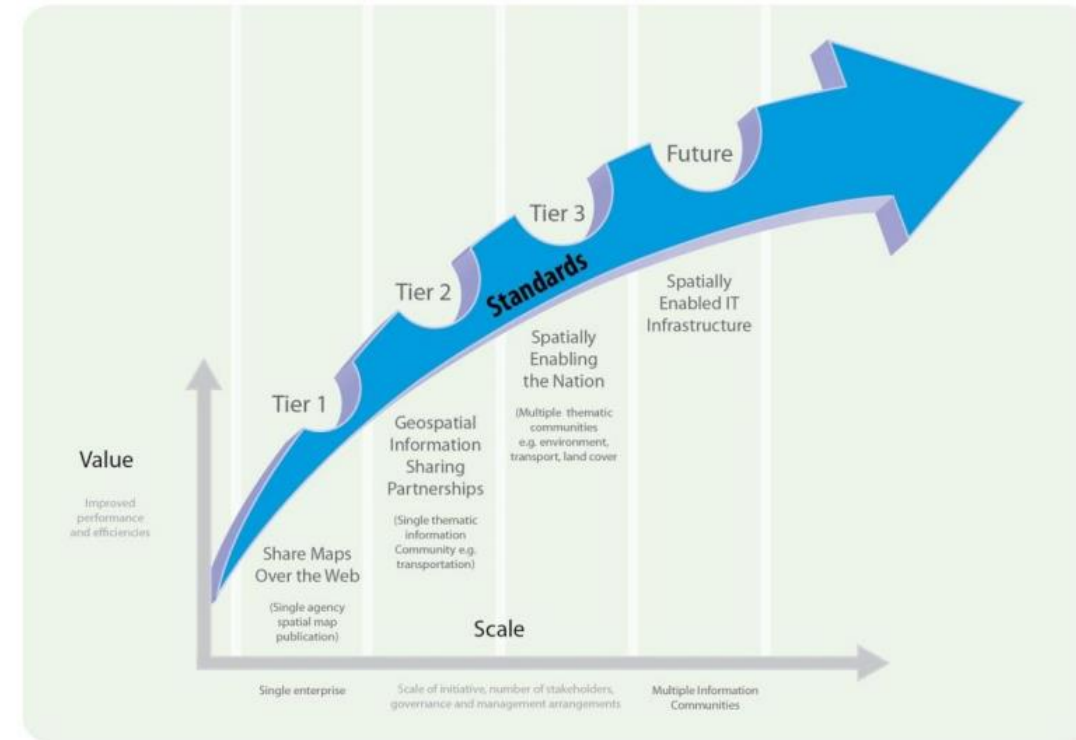 Future
Tier 3
Standards
Tier 2
Spatially
Enabled IT
Infrastructure
Spatially
Enabling
the Nation
(Multiple thematic
communities
e.g. environment,
transport, land cover
Tier 1
Geospatial
Information
Sharing
Partnerships
(Single thematic
information
Community e.g.
transportation)
Value
Improved
performance
and efficiencies
Share Maps
Over the Web
(Single agency
spatial map
publication)
Scale
Single enterprise
Scale of initiative, number of stakeholders,
governance and management arrangements
Multiple Information
Communities